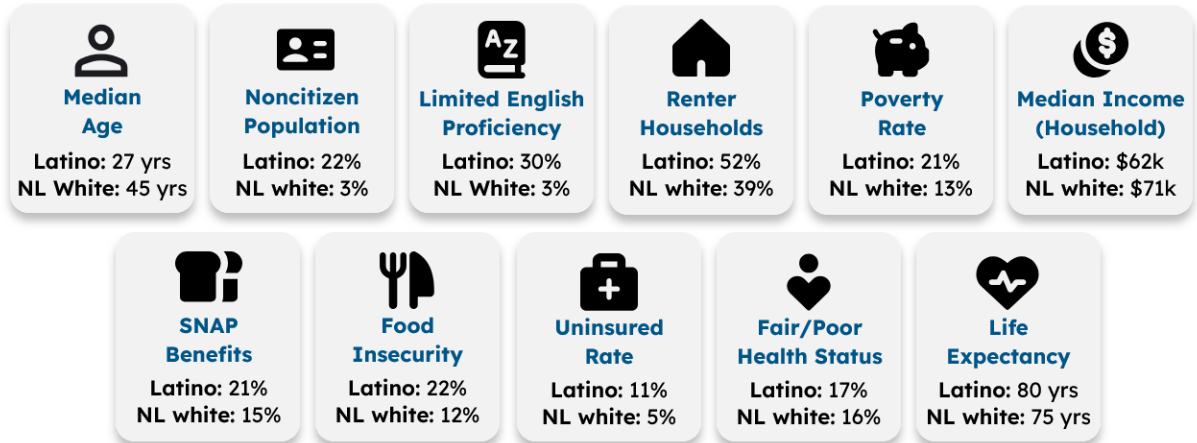 Median
Age
Latino: 27 yrs
NL White: 45 yrs
Noncitizen
Population
Latino: 22%
NL white: 3%
A Z
Limited English
Proficiency
Latino: 30%
NL White: 3%
Renter
Households
Latino: 52%
NL white: 39%
Poverty
Rate
Latino: 21%
NL white: 13%
$
Median Income
(Household)
Latino: $62k
NL white: $71k
SNAP
Benefits
Latino: 21%
NL white: 15%
Food
Insecurity
Latino: 22%
NL white: 12%
Uninsured
Rate
Latino: 11%
NL white: 5%
Fair/Poor
Health Status
Latino: 17%
NL white: 16%
Life
Expectancy
Latino: 80 yrs
NL white: 75 yrs